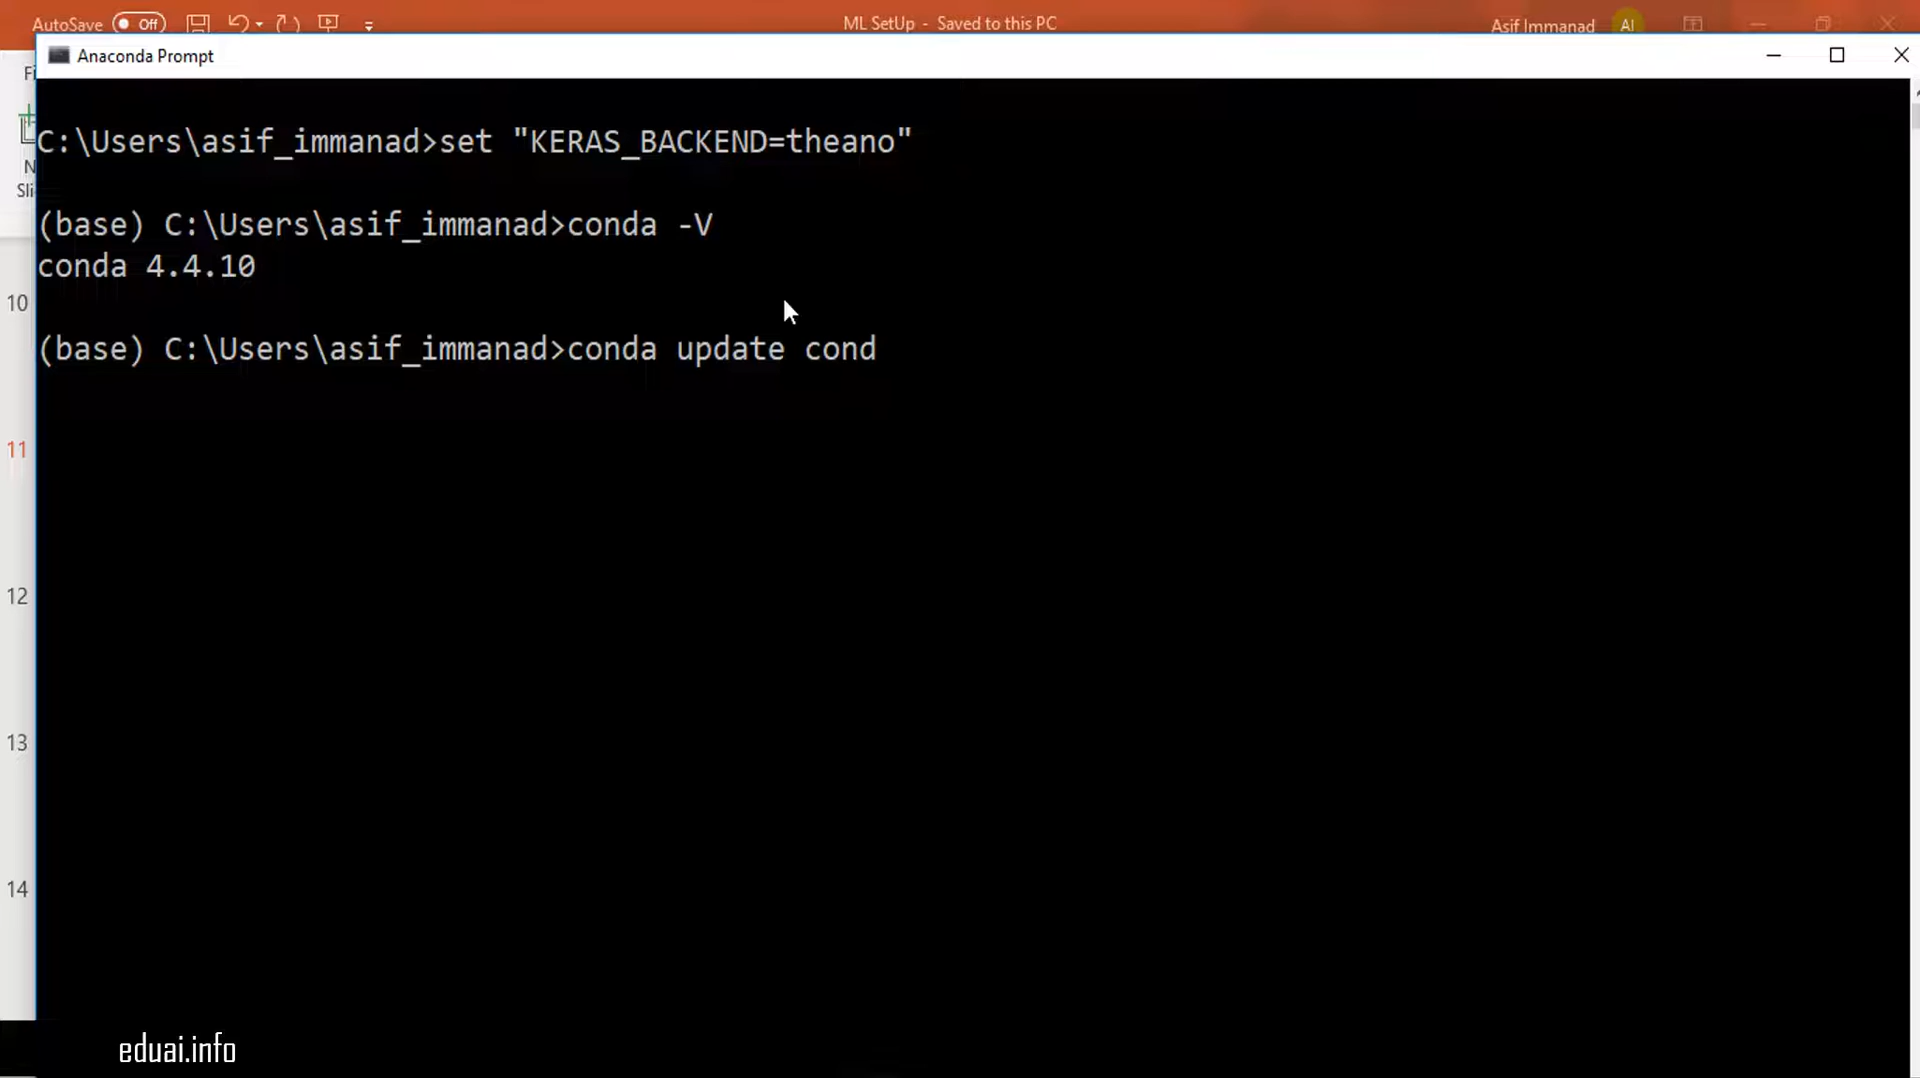 AutoSave Off ML SetUp - Saved to this PC Asif Immanad AI
Anaconda Prompt
Fi
C:\Users\asif_immanad>set "KERAS_BACKEND=theano"
N
Sli
(base) C:\Users\asif_immanad>conda -V
conda 4.4.10
10
(base) C:\Users\asif_immanad>conda update cond
11
12
13
14
eduai.info